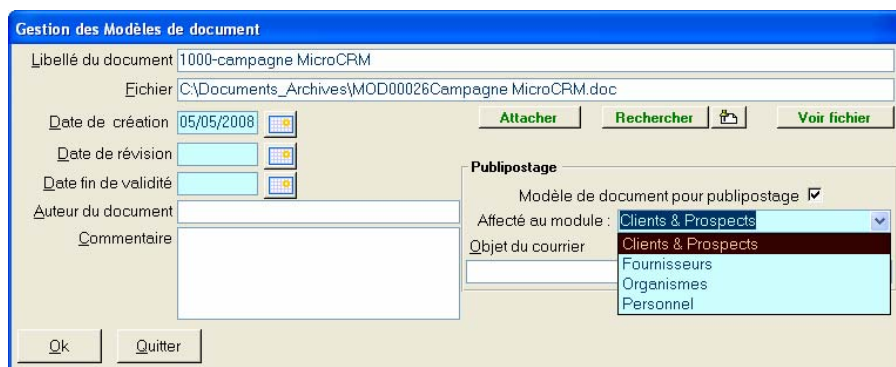 Gestion des Modèles de document
Libellé du document 1000-campagne MicroCRM
Fichier C:\Documents_Archives\MOD00026Campagne MicroCRM.doc
Date de création 05/05/2008
Attacher Rechercher Voir fichier
Date de révision
Date fin de validité
Auteur du document
Commentaire
Publipostage
Modèle de document pour publipostage
Affecté au module : Clients & Prospects
Objet du courrier
Clients & Prospects
Fournisseurs
Organismes
Personnel
Ok Quitter